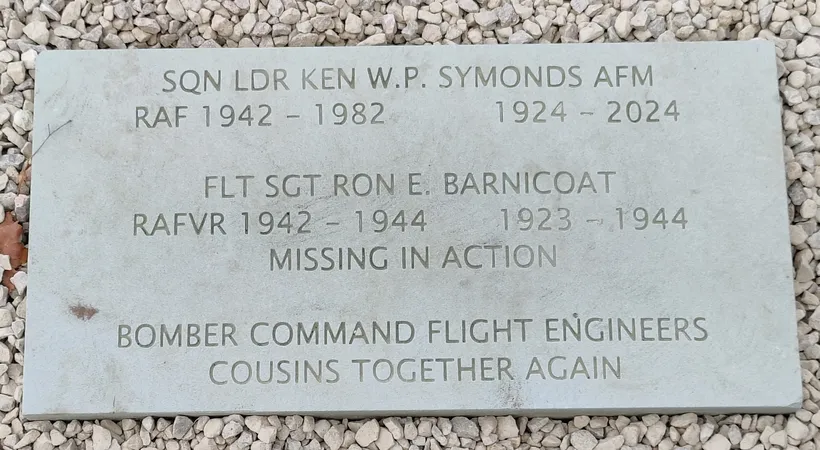 SQN LDR KEN W.P. SYMONDS AFM
RAF 1942 – 1982 1924 – 2024
FLT SGT RON E. BARNICOAT
RAFVR 1942 – 1944 1923 – 1944
MISSING IN ACTION
BOMBER COMMAND FLIGHT ENGINEERS
COUSINS TOGETHER AGAIN